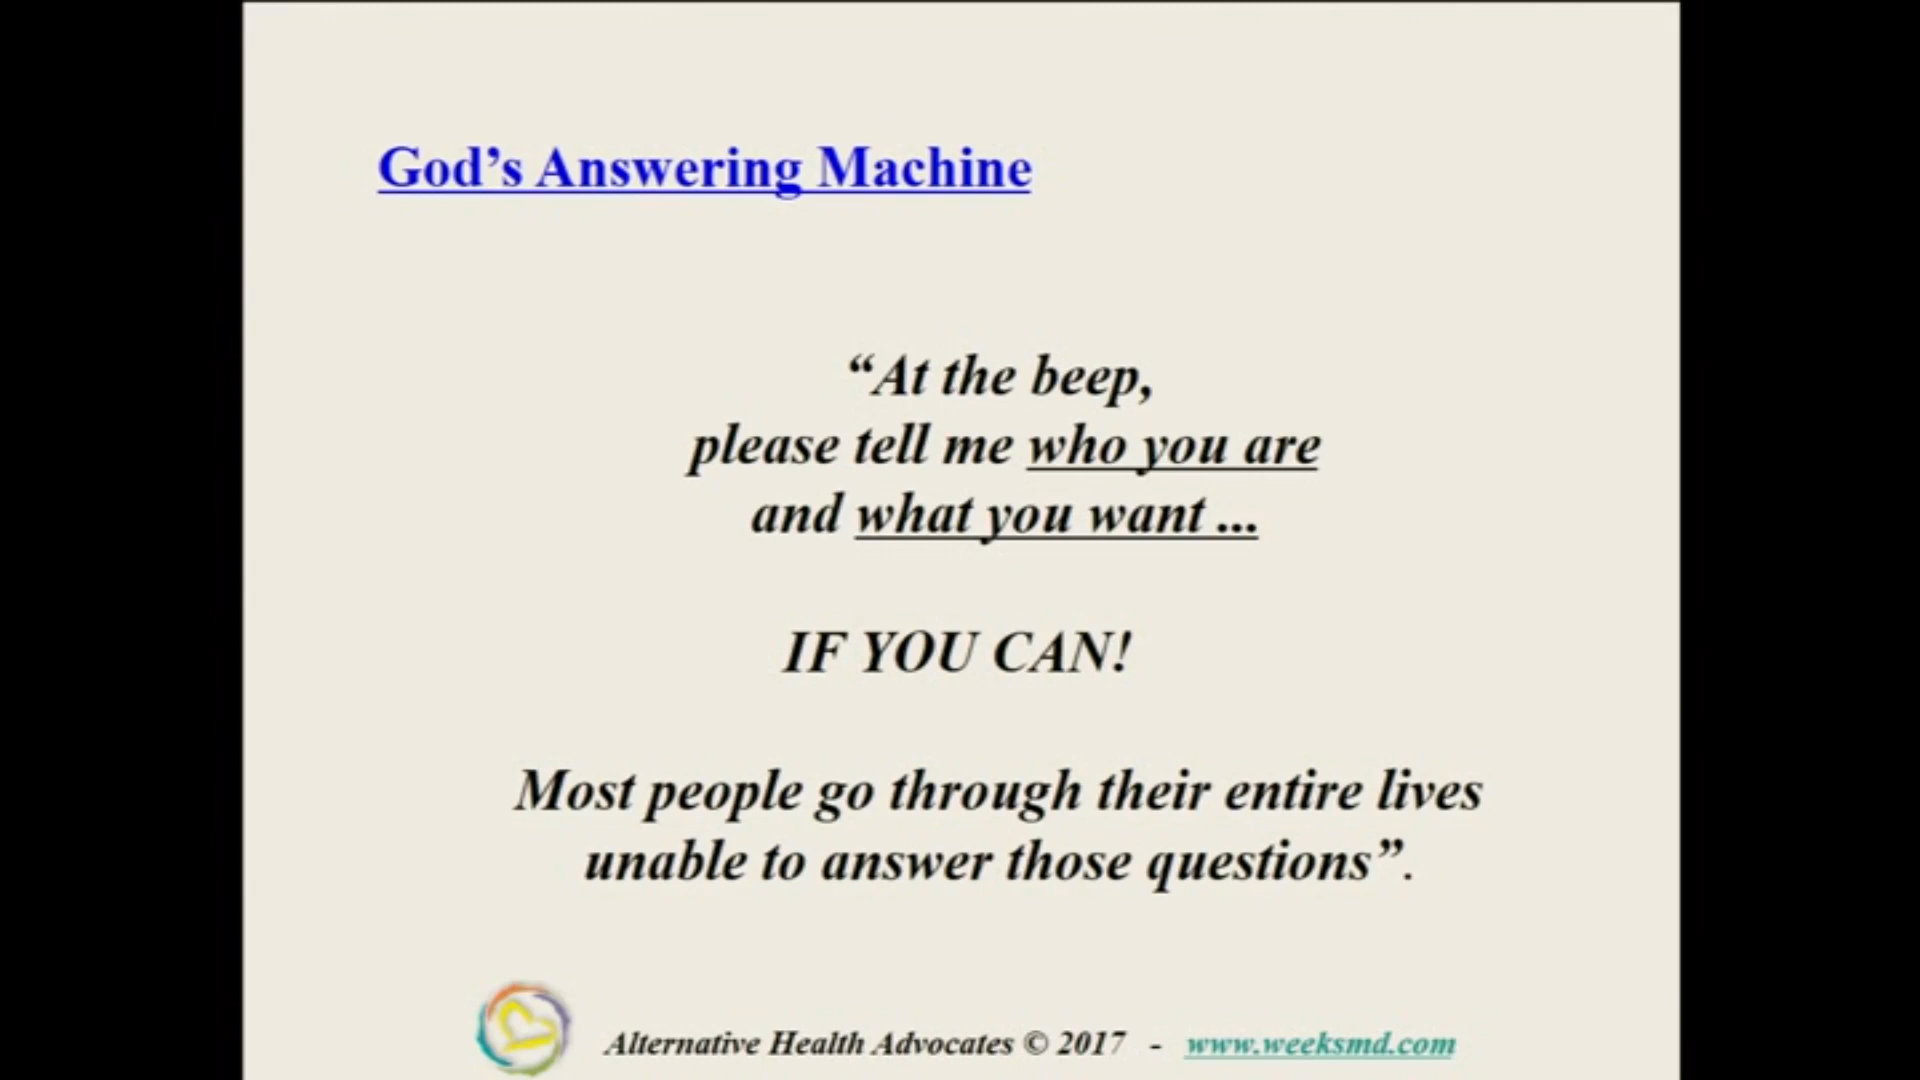 God’s Answering Machine
“At the beep,
please tell me who you are
and what you want ...
IF YOU CAN!
Most people go through their entire lives
unable to answer those questions”.
Alternative Health Advocates © 2017 - www.weeksmd.com